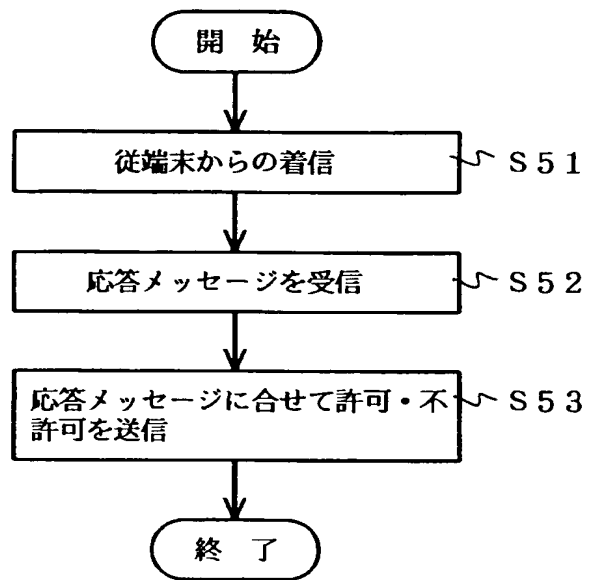 開 始
従端末からの着信
S51
応答メッセージを受信
S52
応答メッセージに合せて許可・不
許可を送信
S53
終 了